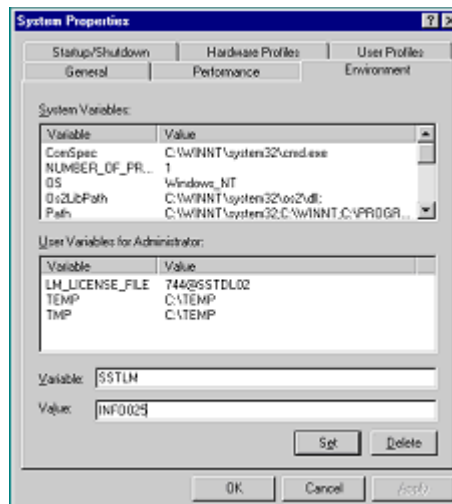 System Properties
Startup/Shutdown Hardware Profiles User Profiles
General Performance Environment
System Variables:
Variable Value
ComSpec C:\WINNT\system32\cmd.exe
NUMBER_OF_PR... 1
OS Windows_NT
Os2LibPath C:\WINNT\system32\os2\dll;
Path C:\WINNT\system32;C:\WINNT;C:\PROGR...
User Variables for Administrator:
Variable Value
LM_LICENSE_FILE 744@SSTDL02
TEMP C:\TEMP
TMP C:\TEMP
Variable: SSTLM
Value: INFO025
Set Delete
OK Cancel Apply